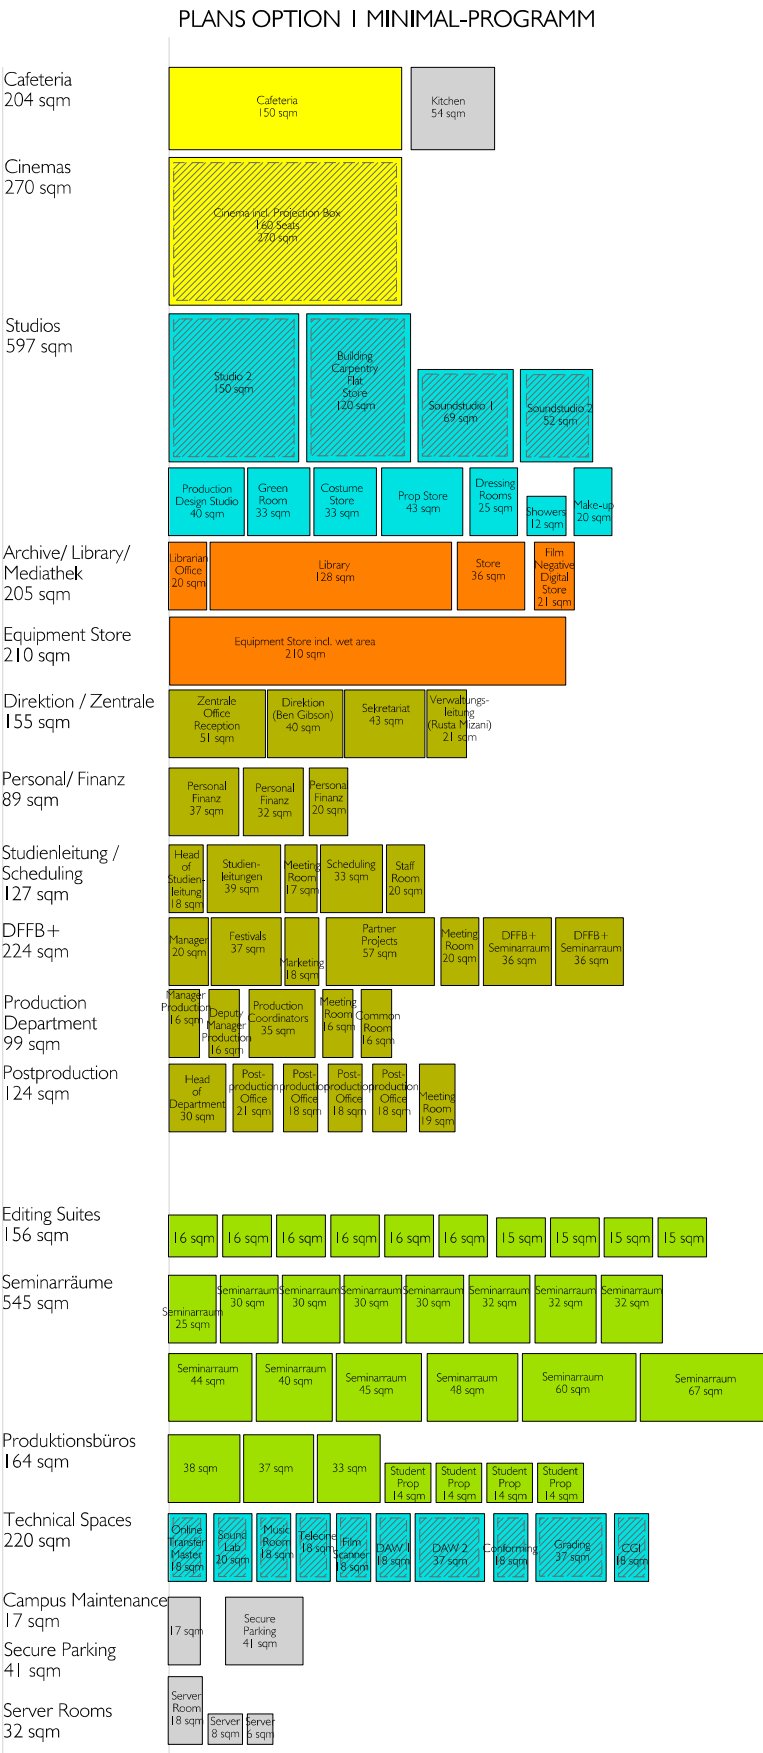 PLANS OPTION 1 MINIMAL-PROGRAMM
Cafeteria
204 sqm
Cafeteria
150 sqm
Kitchen
54 sqm
Cinemas
270 sqm
Cinema incl. Projection Box
160 Seats
270 sqm
Studios
597 sqm
Studio 2
150 sqm
Building
Carpentry
Flat
Store
120 sqm
Soundstudio 1
69 sqm
Soundstudio 2
52 sqm
Production
Design Studio
40 sqm
Green
Room
33 sqm
Costume
Store
33 sqm
Prop Store
43 sqm
Dressing
Rooms
25 sqm
Showers
12 sqm
Make-up
20 sqm
Archive/ Library/
Mediathek
205 sqm
Librarian
Office
20 sqm
Library
128 sqm
Store
36 sqm
Film
Negative
Digital
Store
21 sqm
Equipment Store
210 sqm
Equipment Store incl. wet area
210 sqm
Direktion / Zentrale
155 sqm
Zentrale
Office
Reception
51 sqm
Direktion
(Ben Gibson)
40 sqm
Sekretariat
43 sqm
Verwaltungs-
leitung
(Rusta Mizani)
21 sqm
Personal/ Finanz
89 sqm
Personal
Finanz
37 sqm
Personal
Finanz
32 sqm
Personal
Finanz
20 sqm
Studienleitung /
Scheduling
127 sqm
Head
of
Studien-
leitung
18 sqm
Studien-
leitungen
39 sqm
Meeting
Room
17 sqm
Scheduling
33 sqm
Staff
Room
20 sqm
DFFB+
224 sqm
Manager
20 sqm
Festivals
37 sqm
Marketing
18 sqm
Partner
Projects
57 sqm
Meeting
Room
20 sqm
DFFB+
Seminarraum
36 sqm
DFFB+
Seminarraum
36 sqm
Production
Department
99 sqm
Manager
Production
16 sqm
Deputy
Manager
Production
16 sqm
Production
Coordinators
35 sqm
Meeting
Room
16 sqm
Common
Room
16 sqm
Postproduction
124 sqm
Head
of
Department
30 sqm
Post-
production
Office
21 sqm
Post-
production
Office
18 sqm
Post-
production
Office
18 sqm
Post-
production
Office
18 sqm
Meeting
Room
19 sqm
Editing Suites
156 sqm
16 sqm
16 sqm
16 sqm
16 sqm
16 sqm
16 sqm
15 sqm
15 sqm
15 sqm
15 sqm
Seminarräume
545 sqm
Seminarraum
25 sqm
Seminarraum
30 sqm
Seminarraum
30 sqm
Seminarraum
30 sqm
Seminarraum
30 sqm
Seminarraum
32 sqm
Seminarraum
32 sqm
Seminarraum
32 sqm
Seminarraum
44 sqm
Seminarraum
40 sqm
Seminarraum
45 sqm
Seminarraum
48 sqm
Seminarraum
60 sqm
Seminarraum
67 sqm
Produktionsbüros
164 sqm
38 sqm
37 sqm
33 sqm
Student
Prop
14 sqm
Student
Prop
14 sqm
Student
Prop
14 sqm
Student
Prop
14 sqm
Technical Spaces
220 sqm
Online
Transfer
Master
18 sqm
Sound
Lab
20 sqm
Music
Room
18 sqm
Telecine
18 sqm
Film
Scanner
18 sqm
DAW 1
18 sqm
DAW 2
37 sqm
Conforming
18 sqm
Grading
37 sqm
CGI
18 sqm
Campus Maintenance
17 sqm
17 sqm
Secure
Parking
41 sqm
Secure Parking
41 sqm
Server Rooms
32 sqm
Server
Room
18 sqm
Server
8 sqm
Server
6 sqm